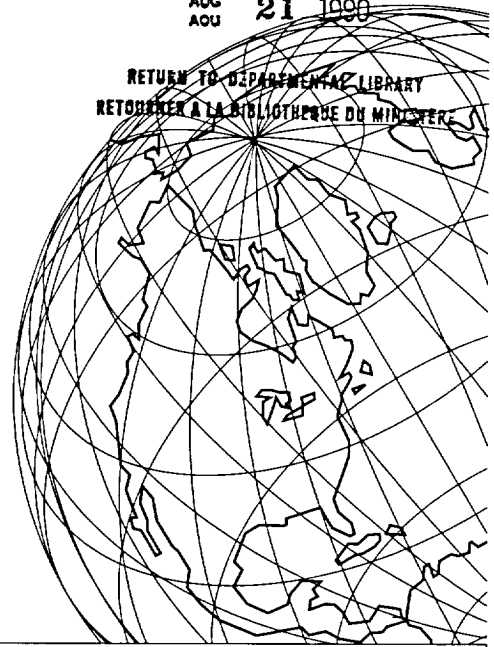 AUG
AOU 21 1990
RETURN TO DEPARTMENTAL LIBRARY
RETOURNER A LA BIBLIOTHEQUE DU MINISTERE